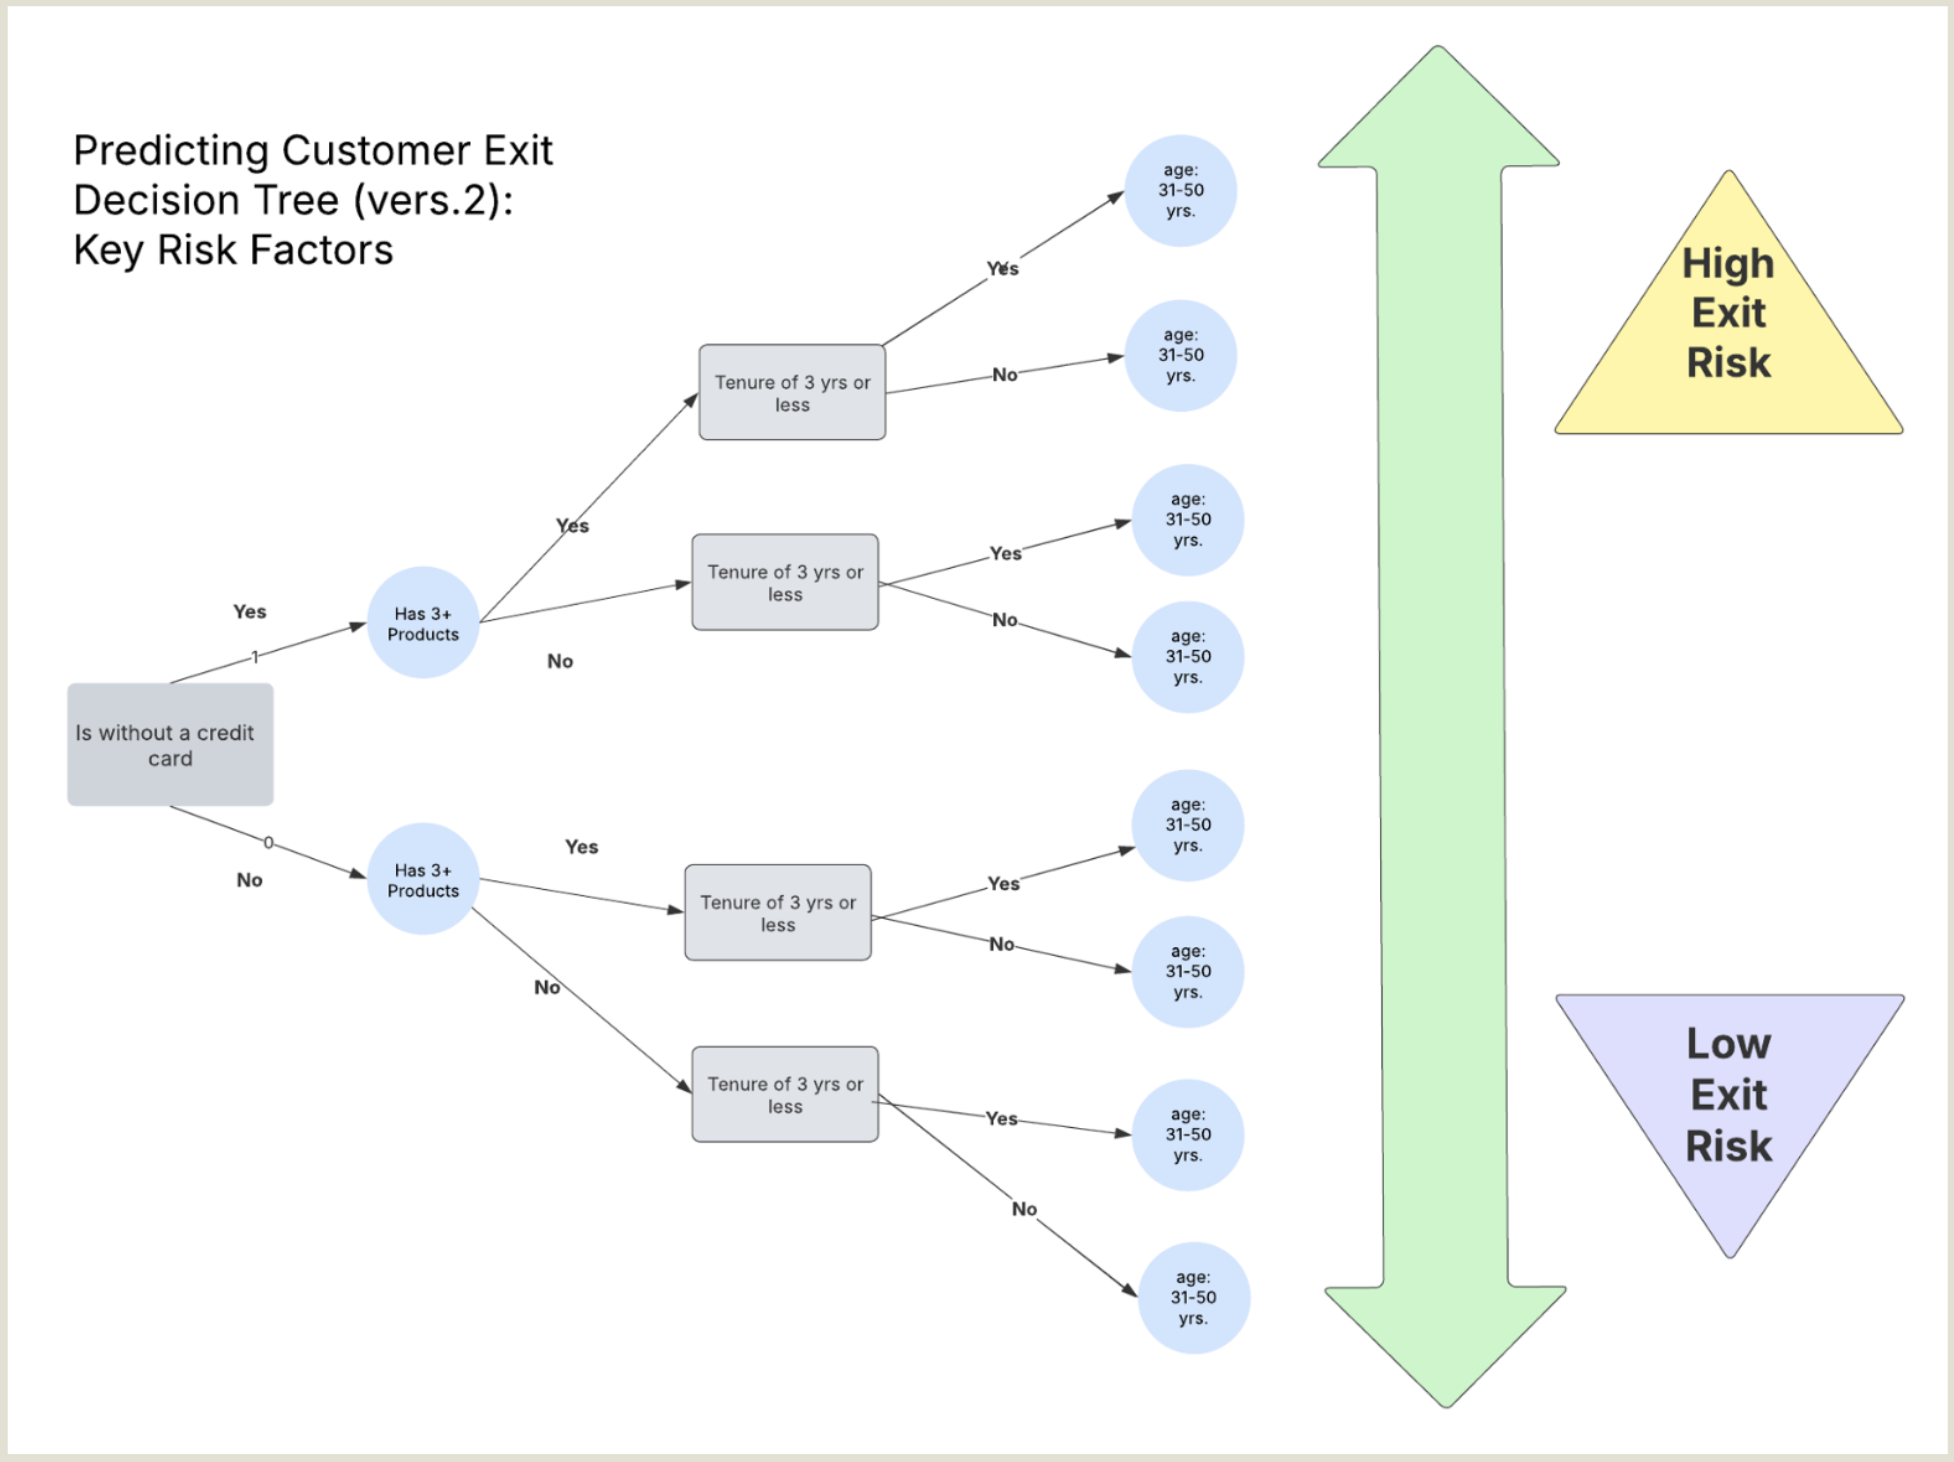 Predicting Customer Exit
Decision Tree (vers.2):
Key Risk Factors
Is without a credit
card
Yes
1
0
No
Has 3+
Products
Has 3+
Products
Yes
No
Yes
No
Tenure of 3 yrs or
less
Tenure of 3 yrs or
less
Tenure of 3 yrs or
less
Tenure of 3 yrs or
less
Yes
No
Yes
No
Yes
No
Yes
No
age:
31-50
yrs.
age:
31-50
yrs.
age:
31-50
yrs.
age:
31-50
yrs.
age:
31-50
yrs.
age:
31-50
yrs.
age:
31-50
yrs.
age:
31-50
yrs.
High
Exit
Risk
Low
Exit
Risk